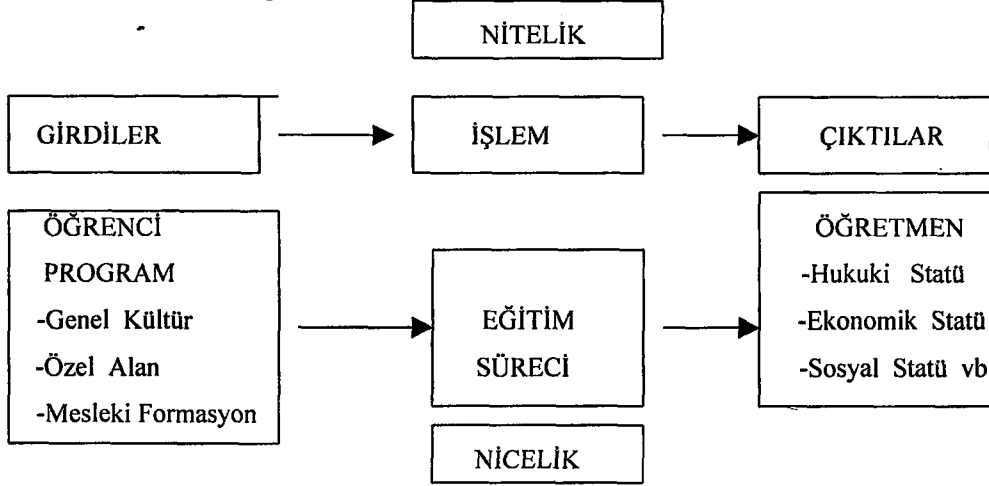 NİTELİK
GİRDİLER
İŞLEM
ÇIKTILAR
ÖĞRENCİ
PROGRAM
-Genel Kültür
-Özel Alan
-Mesleki Formasyon
EĞİTİM
SÜRECİ
ÖĞRETMEN
-Hukuki Statü
-Ekonomik Statü
-Sosyal Statü vb
NİCELİK